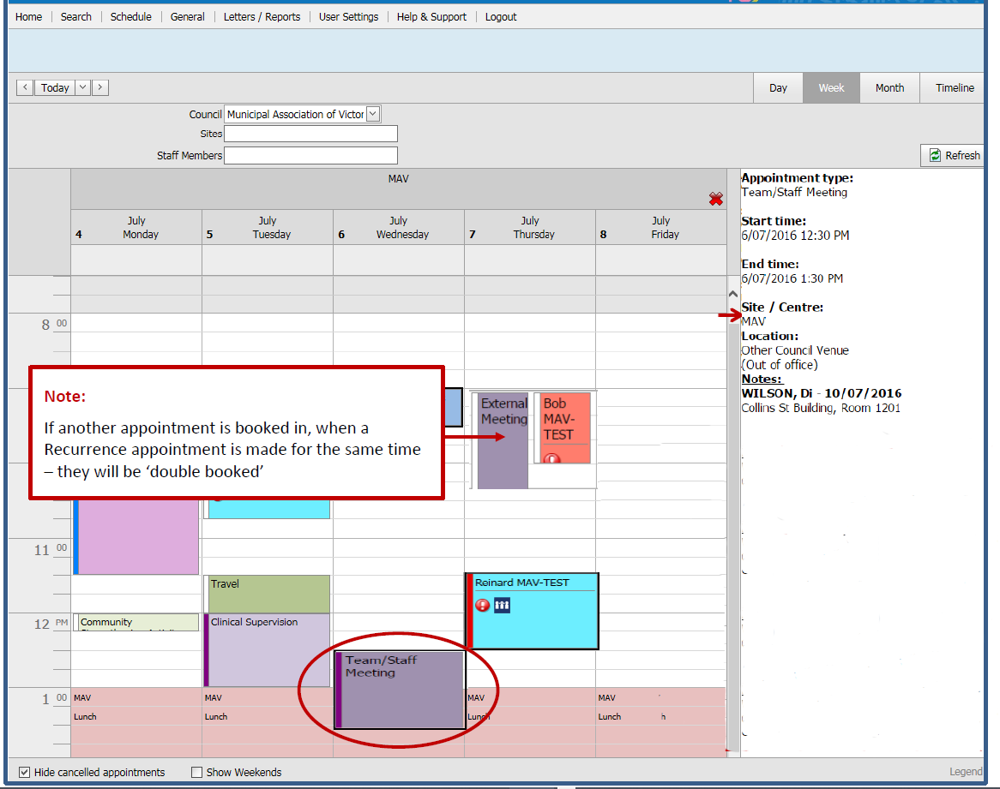 Home Search Schedule General Letters / Reports User Settings Help & Support Logout
Today Day Week Month Timeline
Council Municipal Association of Victor
Sites
Staff Members
Refresh
MAV
July July July July July
4 Monday 5 Tuesday 6 Wednesday 7 Thursday 8 Friday
8 00
Note:
If another appointment is booked in, when a
Recurrence appointment is made for the same time
– they will be ‘double booked’
External
Meeting
Bob
MAV-
TEST
11 00
Travel
Reinard MAV-TEST
12 PM
Community
Clinical Supervision
Team/Staff
Meeting
1 00
MAV MAV MAV MAV
Lunch Lunch Lunch Lunch h
Appointment type:
Team/Staff Meeting
Start time:
6/07/2016 12:30 PM
End time:
6/07/2016 1:30 PM
Site / Centre:
MAV
Location:
Other Council Venue
(Out of office)
Notes:
WILSON, Di - 10/07/2016
Collins St Building, Room 1201
Hide cancelled appointments Show Weekends Legend